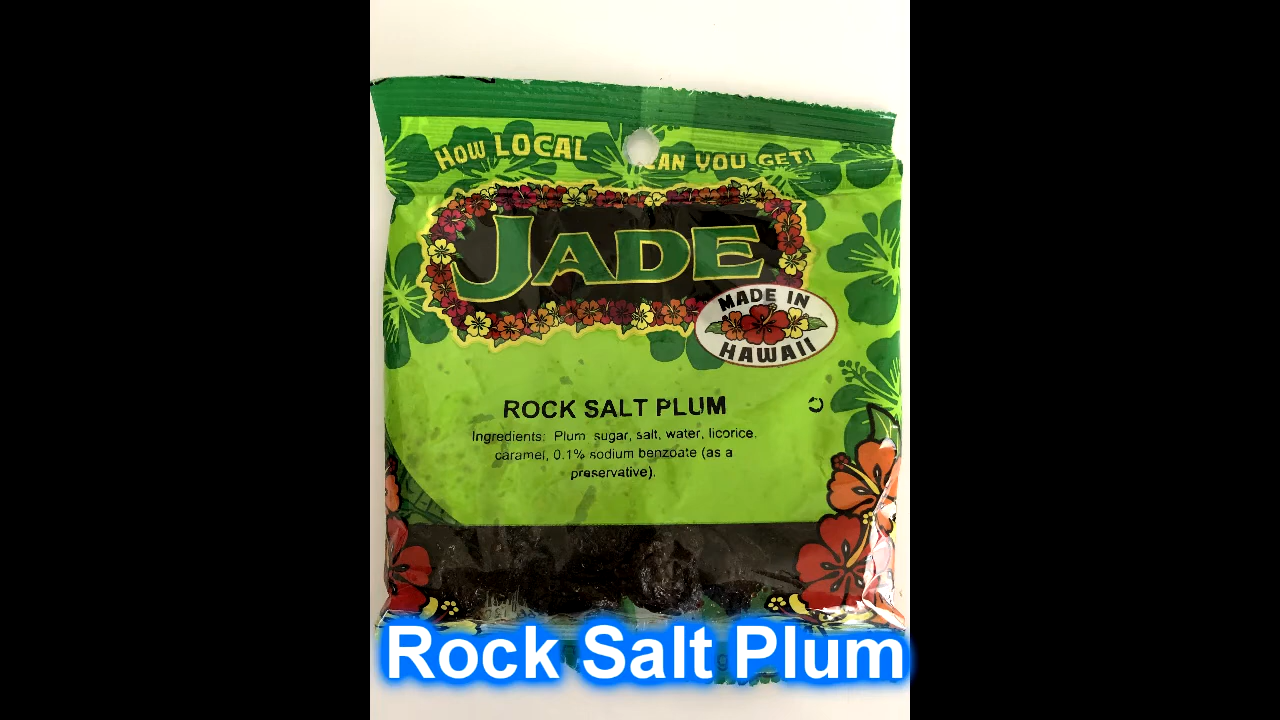 HOW LOCAL CAN YOU GET!
JADE
MADE IN
HAWAII
ROCK SALT PLUM
Ingredients: Plum, sugar, salt, water, licorice,
caramel, 0.1% sodium benzoate (as a
preservative).
Rock Salt Plum